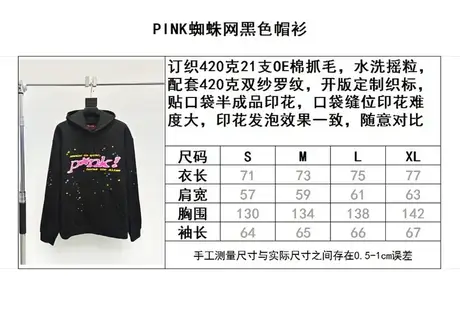 PINK蜘蛛网黑色帽衫
订织420克21支OE棉抓毛，水洗摇粒，
配套420克双纱罗纹，开版定制织标，
贴口袋半成品印花，口袋缝位印花难
度大，印花发泡效果一致，随意对比
尺码 S M L XL
衣长 71 73 75 77
肩宽 57 59 61 63
胸围 130 134 138 142
袖长 64 65 66 67
手工测量尺寸与实际尺寸之间存在0.5-1cm误差